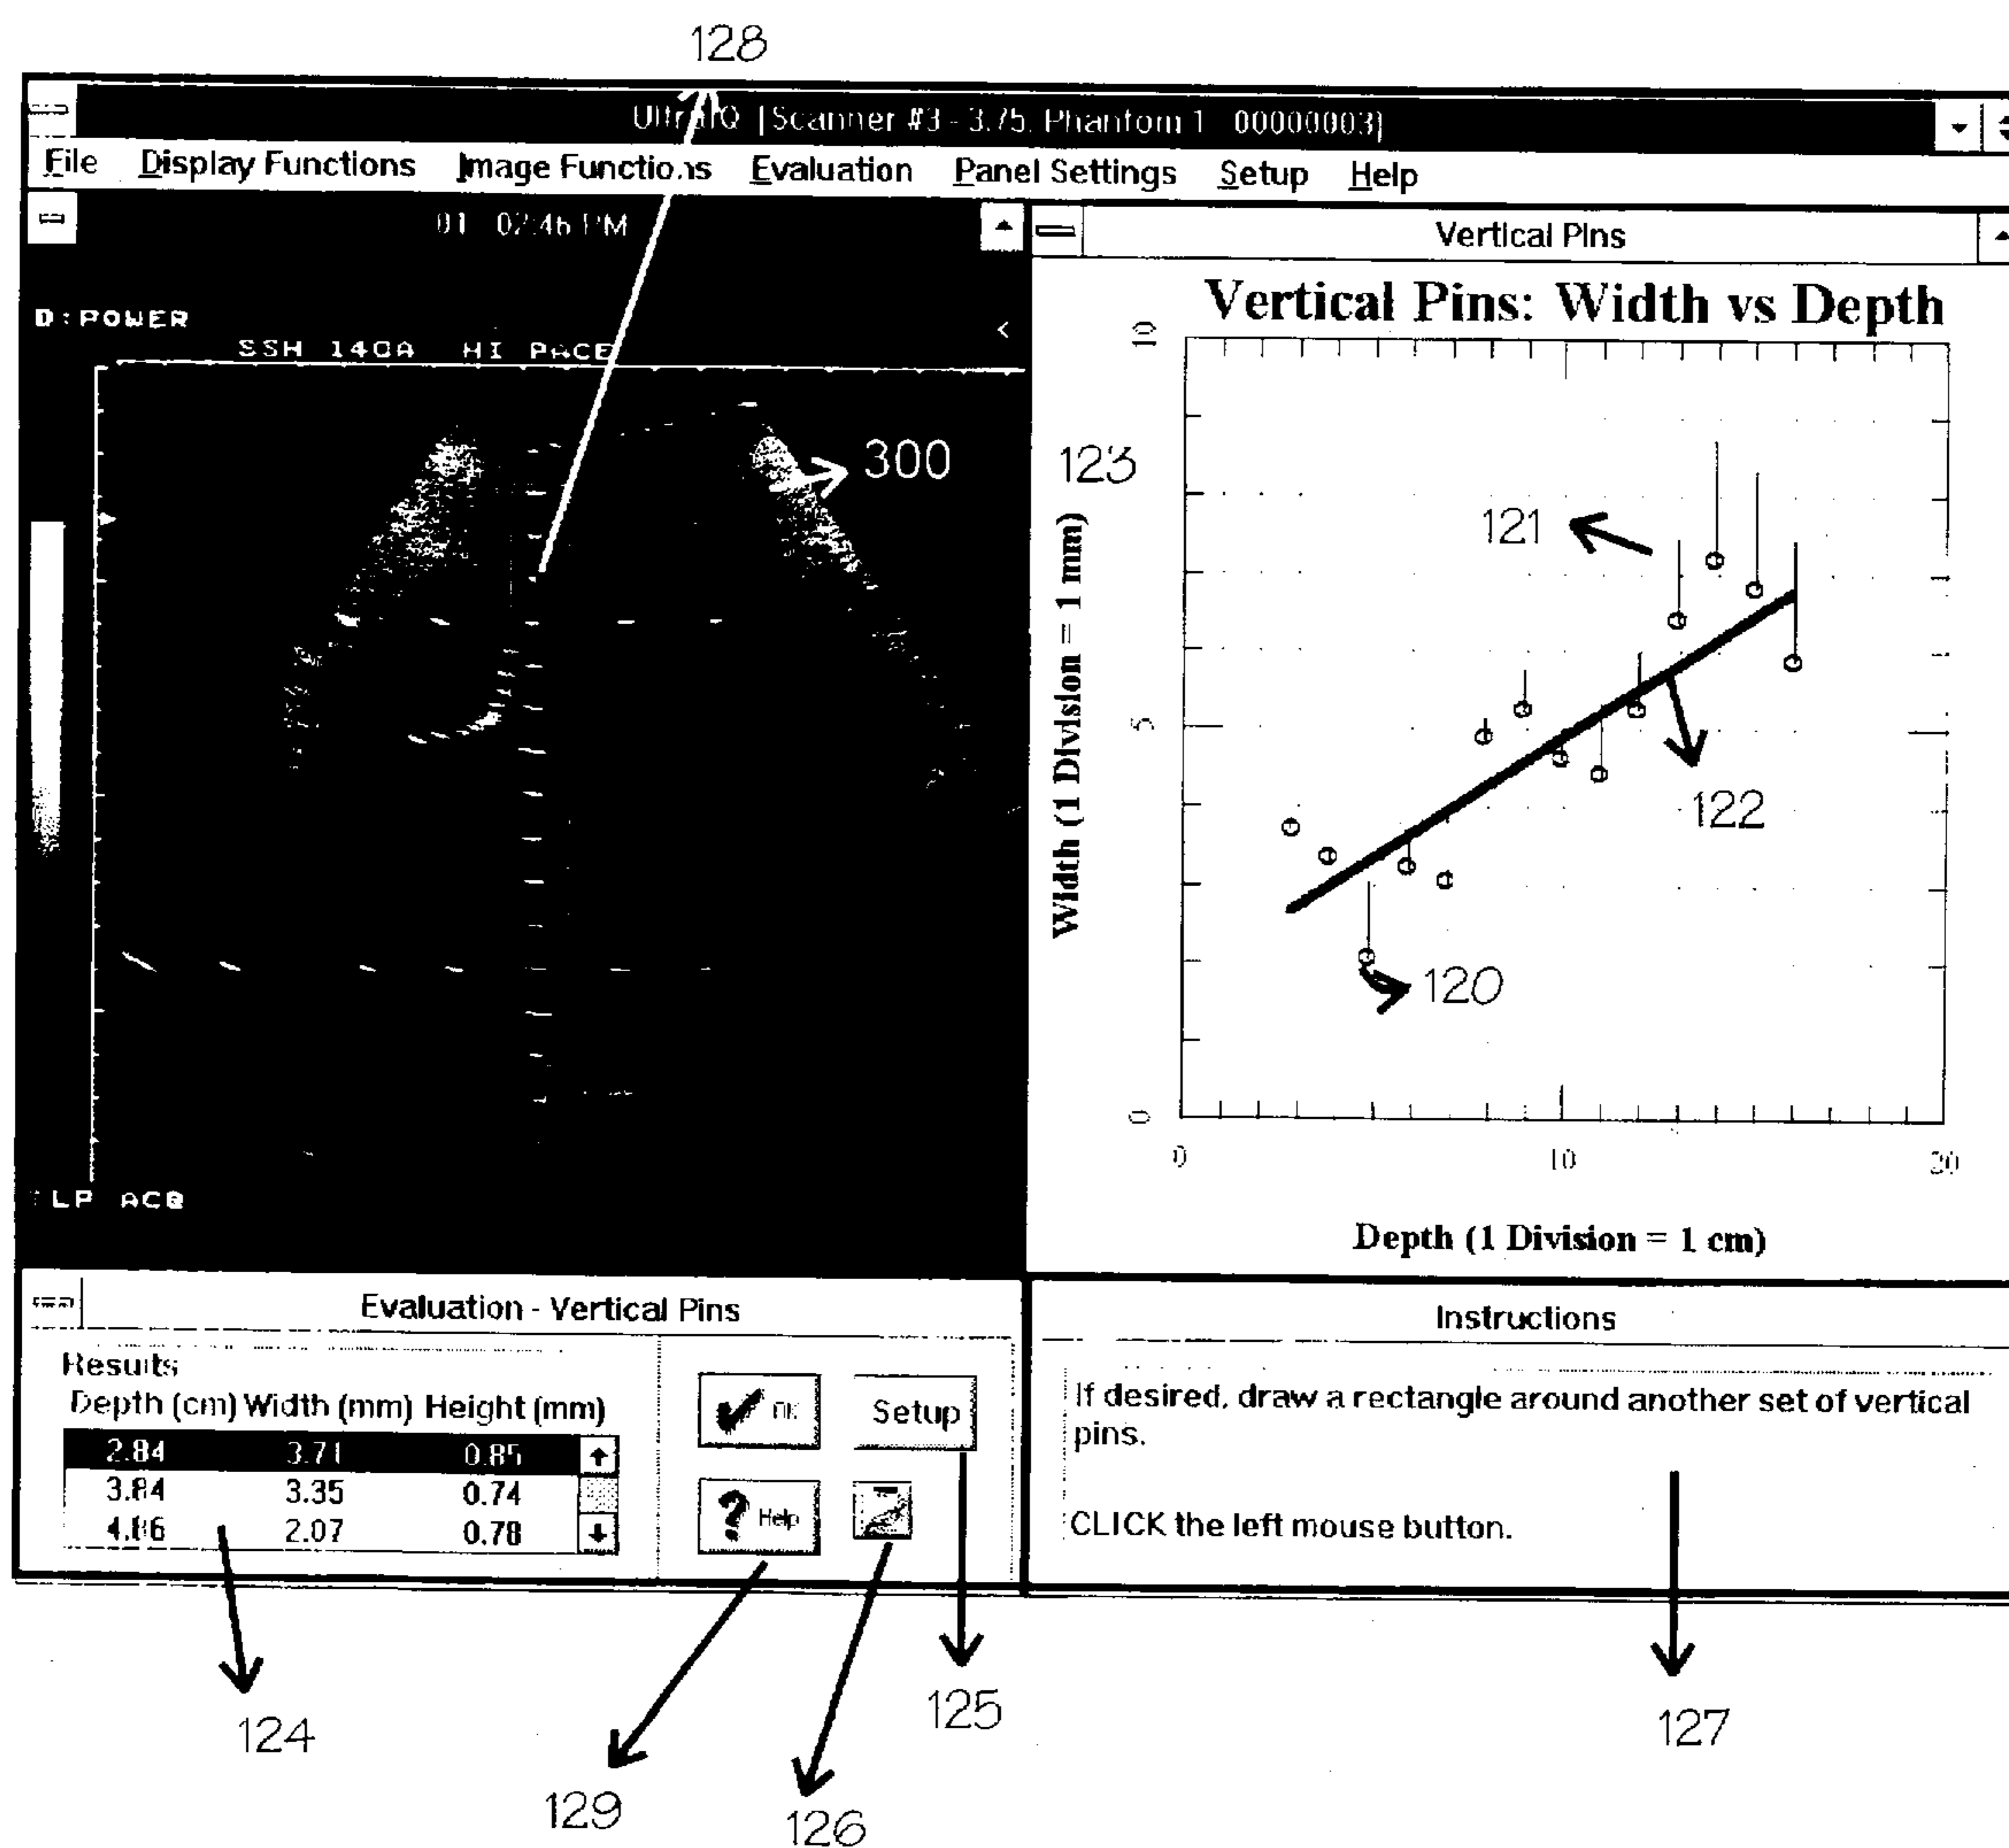 128
UltraIQ [Scanner #3 - 3.75, Phantom 1 00000003]
File Display Functions Image Functions Evaluation Panel Settings Setup Help
01 02:46 PM
D:POWER
SSH 140A HI PACE
<
300
LP ACQ
Vertical Pins
Vertical Pins: Width vs Depth
10
123
121
Width (1 Division = 1 mm)
5
122
120
0
0 10 20
Depth (1 Division = 1 cm)
Evaluation - Vertical Pins
Results
Depth (cm) Width (mm) Height (mm)
2.84 3.71 0.85
3.84 3.35 0.74
4.86 2.07 0.78
OK
Setup
? Help
Instructions
If desired, draw a rectangle around another set of vertical
pins.
CLICK the left mouse button.
124
129
126
125
127